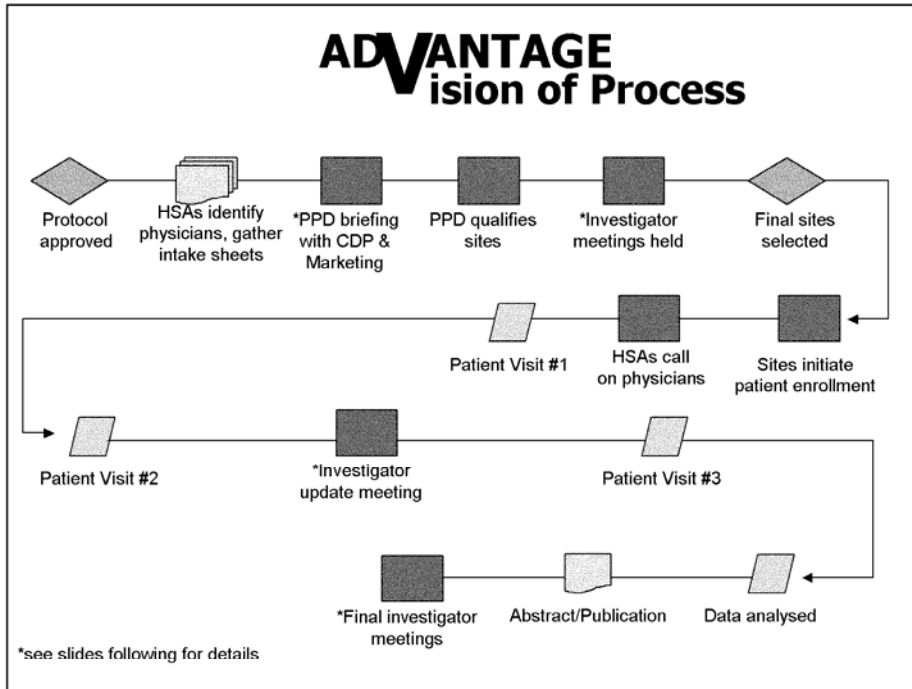 ADVANTAGE
Vision of Process
Protocol
approved
HSAs identify
physicians, gather
intake sheets
*PPD briefing
with CDP &
Marketing
PPD qualifies
sites
*Investigator
meetings held
Final sites
selected
Sites initiate
patient enrollment
HSAs call
on physicians
Patient Visit #1
Patient Visit #2
*Investigator
update meeting
Patient Visit #3
Data analysed
Abstract/Publication
*Final investigator
meetings
*see slides following for details